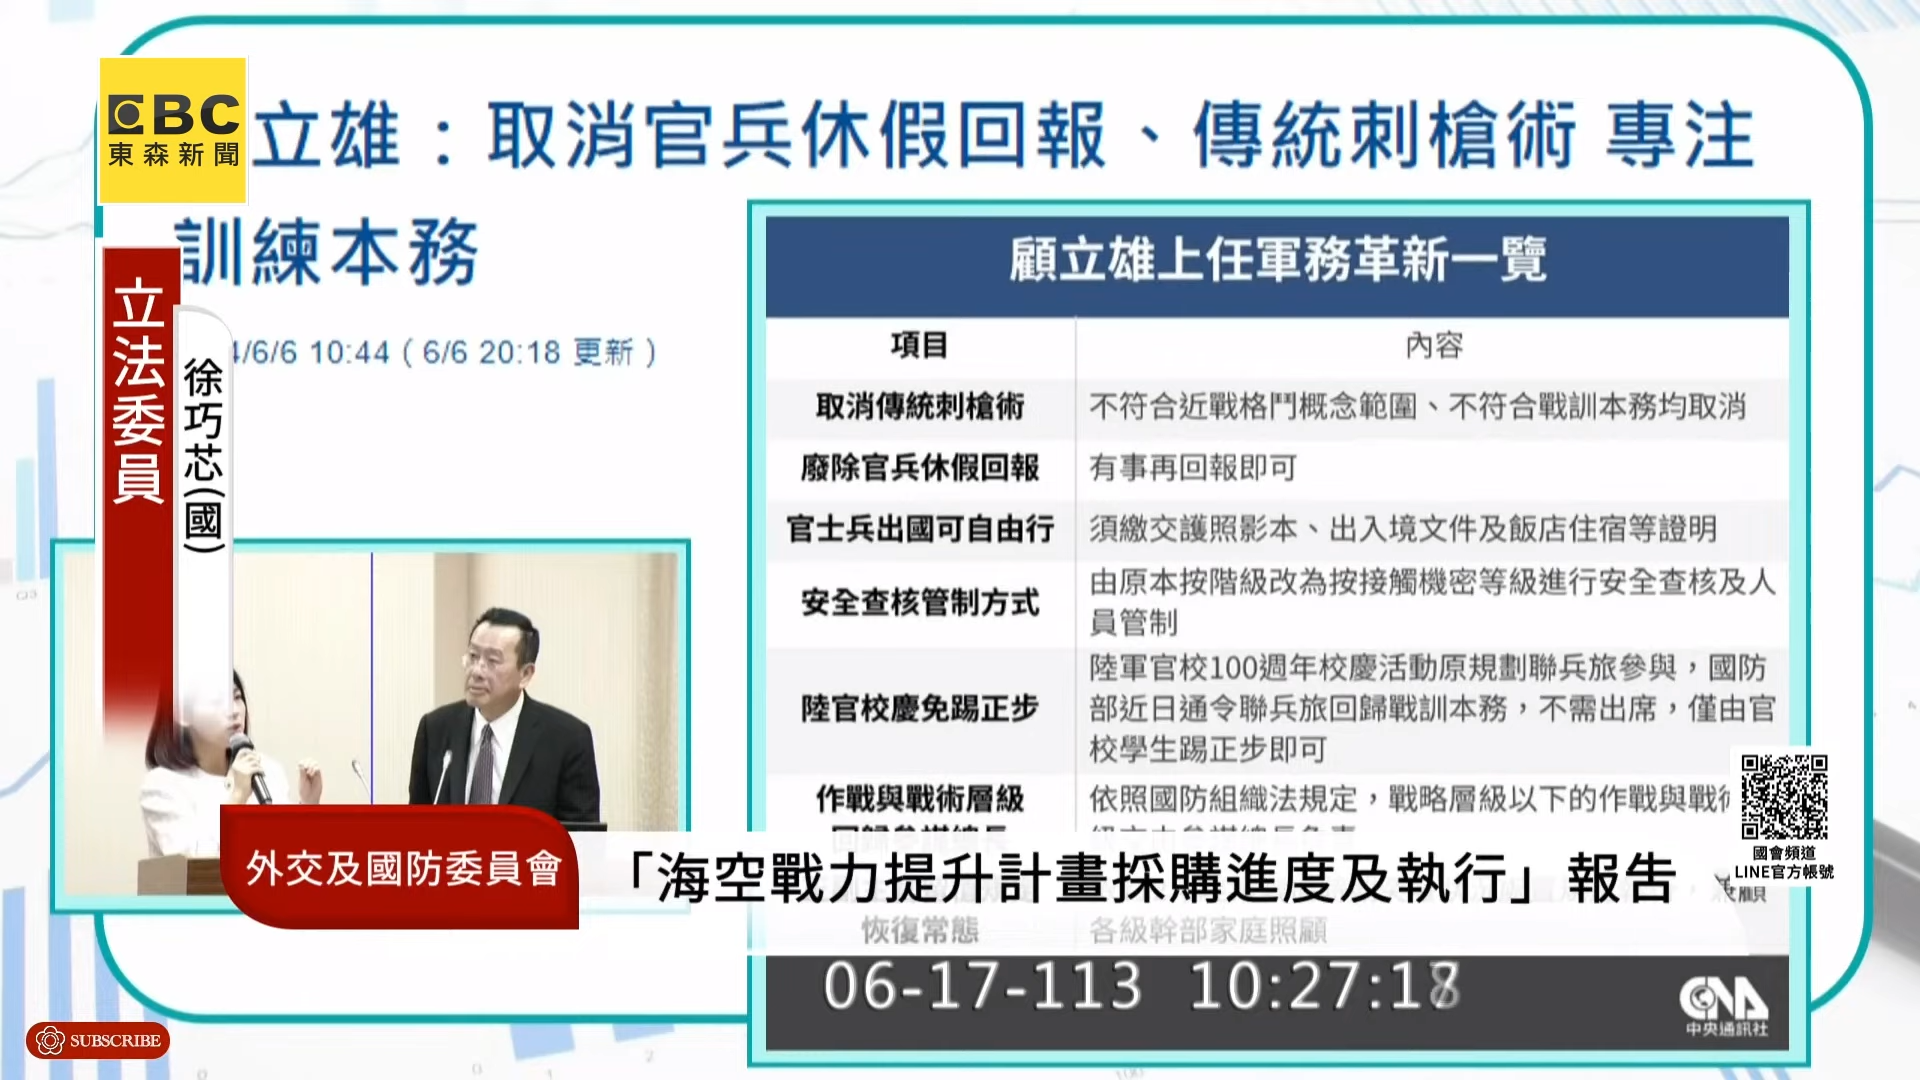 EBC
東森新聞
立雄：取消官兵休假回報、傳統刺槍術 專注
訓練本務
4/6/6 10:44（6/6 20:18 更新）
立法委員
徐巧芯(國)
顧立雄上任軍務革新一覽
項目 內容
取消傳統刺槍術 不符合近戰格鬥概念範圍、不符合戰訓本務均取消
廢除官兵休假回報 有事再回報即可
官士兵出國可自由行 須繳交護照影本、出入境文件及飯店住宿等證明
安全查核管制方式 由原本按階級改為按接觸機密等級進行安全查核及人
員管制
陸官校慶免踢正步 陸軍官校100週年校慶活動原規劃聯兵旅參與，國防
部近日通令聯兵旅回歸戰訓本務，不需出席，僅由官
校學生踢正步即可
作戰與戰術層級 依照國防組織法規定，戰略層級以下的作戰與戰術
回歸參謀總長
兼顧
恢復常態 各級幹部家庭照顧
國會頻道
LINE官方帳號
外交及國防委員會
「海空戰力提升計畫採購進度及執行」報告
06-17-113 10:27:18
CNA
中央通訊社
SUBSCRIBE